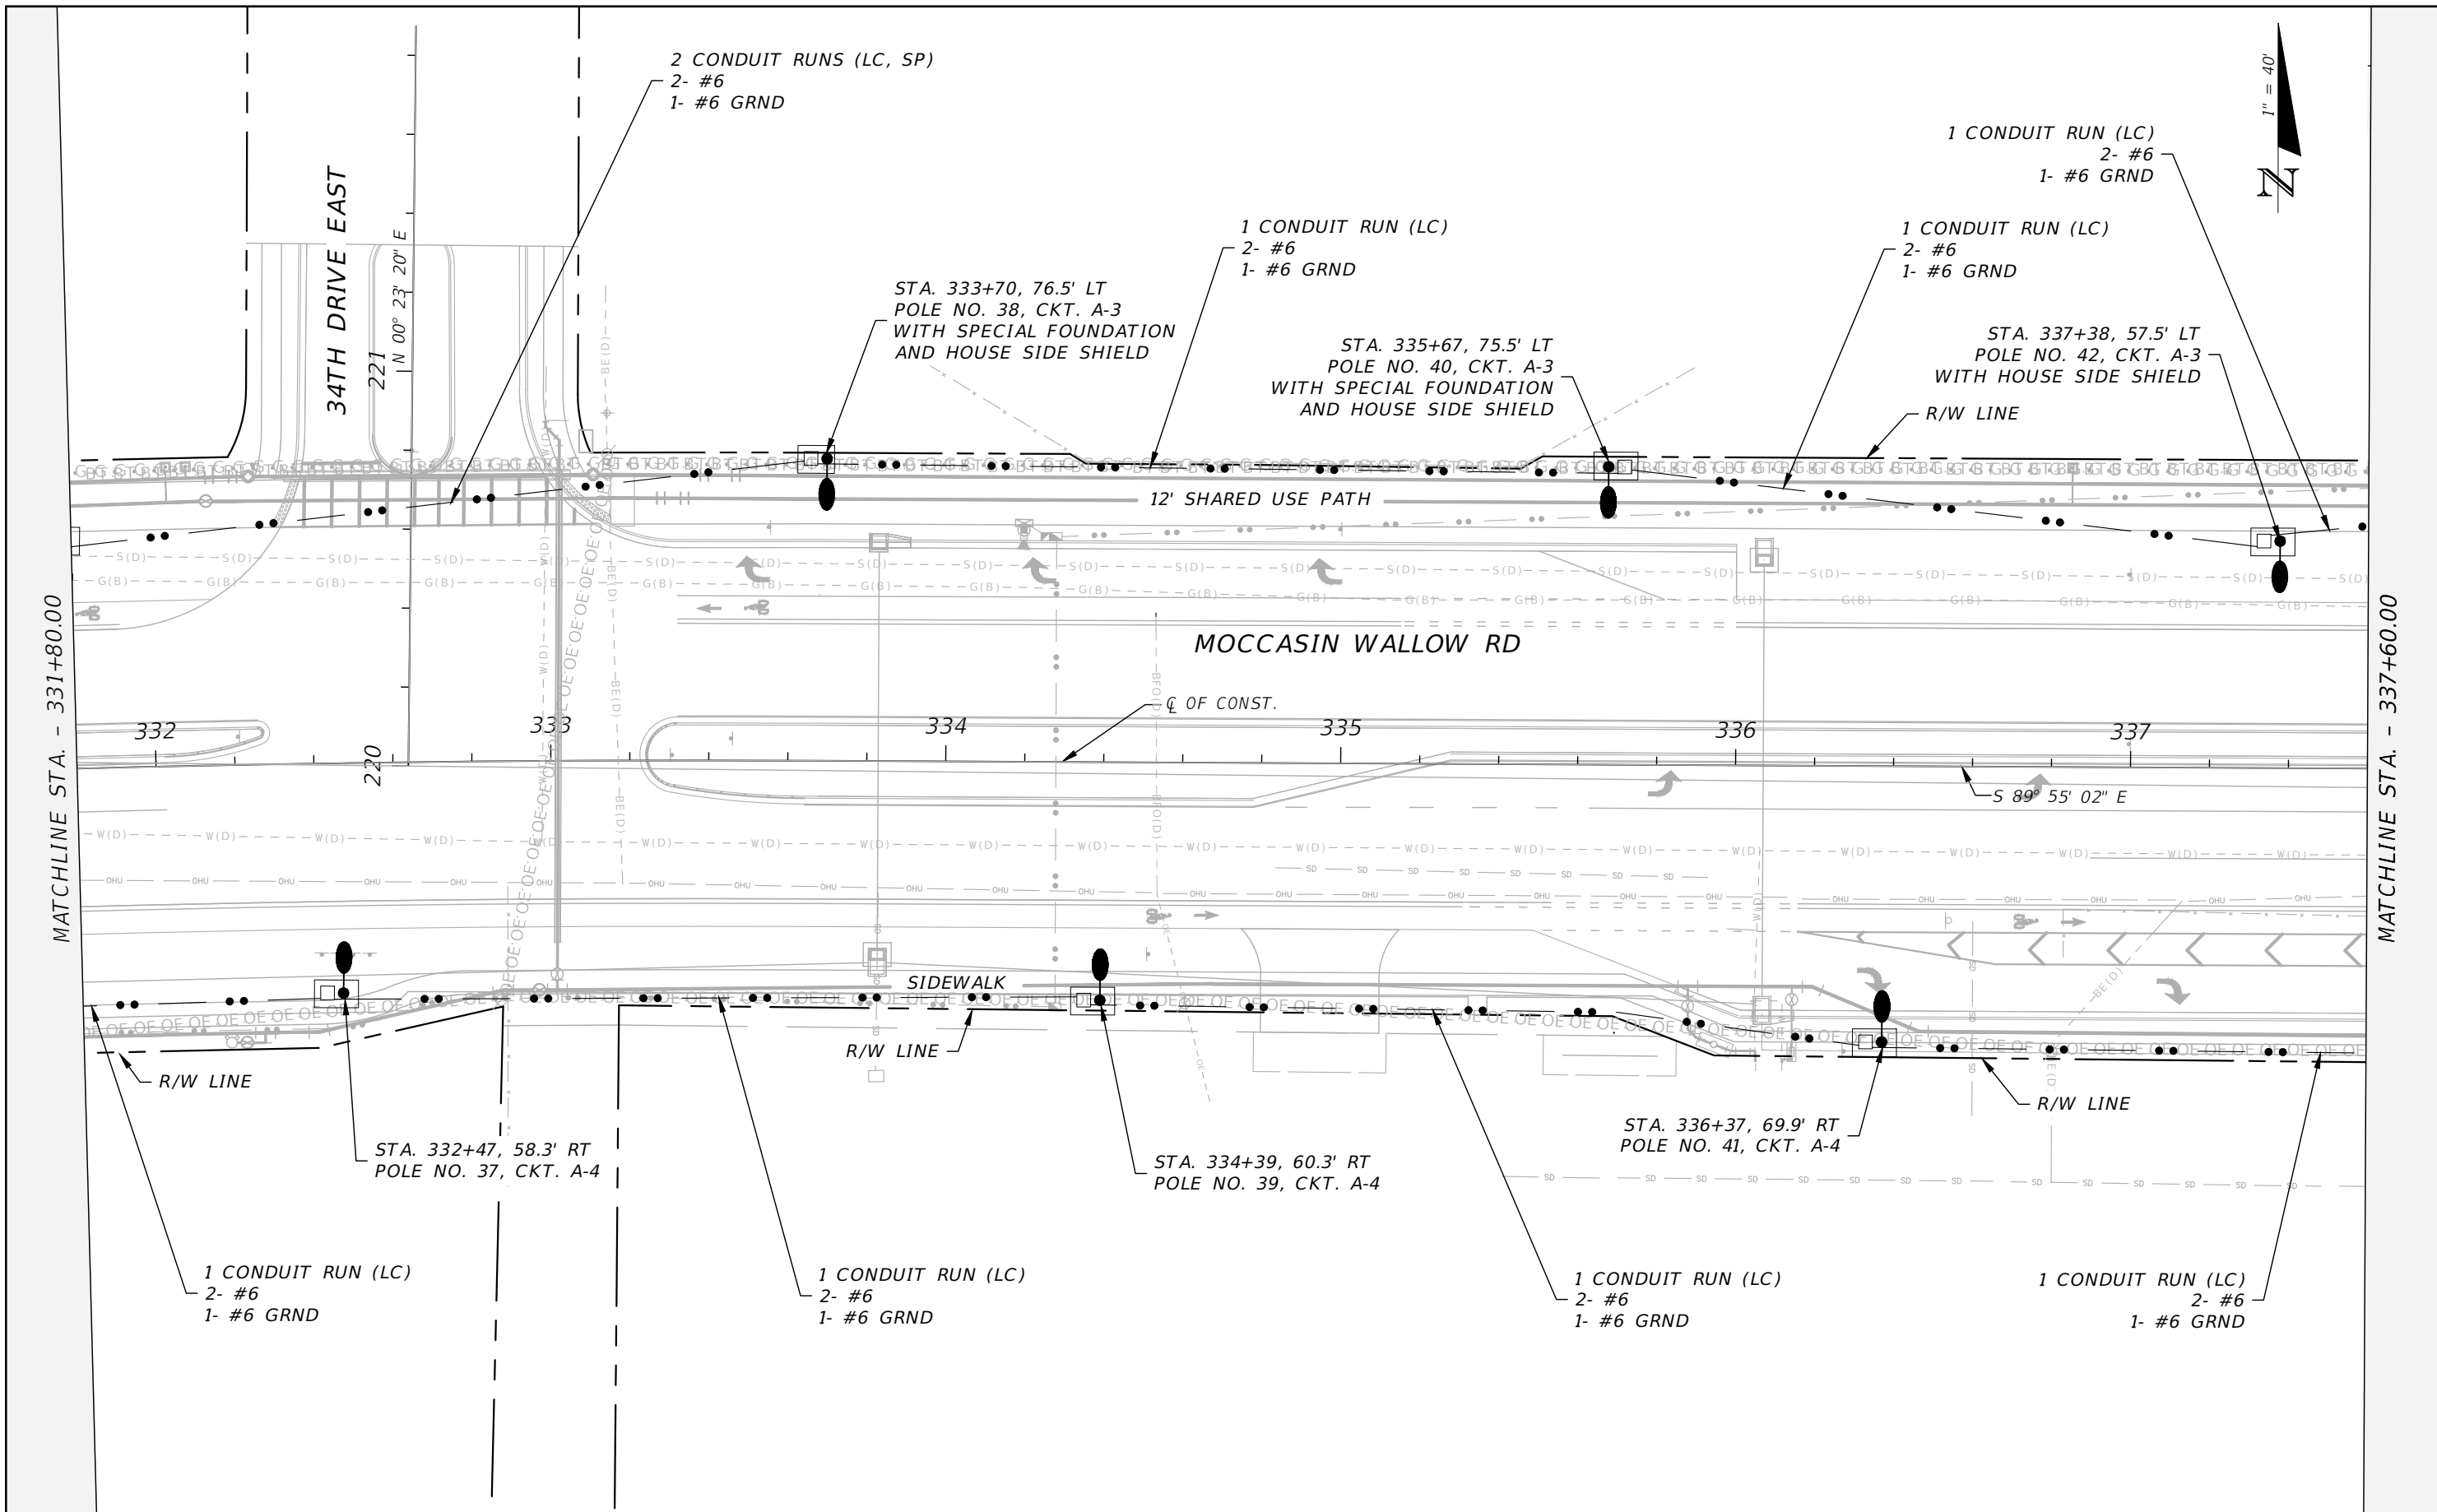 2 CONDUIT RUNS (LC, SP)
2- #6
1- #6 GRND
1" = 40'
N
1 CONDUIT RUN (LC)
2- #6
1- #6 GRND
34TH DRIVE EAST
221
N 00° 23' 20" E
1 CONDUIT RUN (LC)
2- #6
1- #6 GRND
1 CONDUIT RUN (LC)
2- #6
1- #6 GRND
STA. 333+70, 76.5' LT
POLE NO. 38, CKT. A-3
WITH SPECIAL FOUNDATION
AND HOUSE SIDE SHIELD
STA. 335+67, 75.5' LT
POLE NO. 40, CKT. A-3
WITH SPECIAL FOUNDATION
AND HOUSE SIDE SHIELD
STA. 337+38, 57.5' LT
POLE NO. 42, CKT. A-3
WITH HOUSE SIDE SHIELD
R/W LINE
12' SHARED USE PATH
MATCHLINE STA. - 331+80.00
MOCCASIN WALLOW RD
MATCHLINE STA. - 337+60.00
℄ OF CONST.
332
333
334
335
336
337
220
S 89° 55' 02" E
SIDEWALK
R/W LINE
R/W LINE
R/W LINE
STA. 332+47, 58.3' RT
POLE NO. 37, CKT. A-4
STA. 334+39, 60.3' RT
POLE NO. 39, CKT. A-4
STA. 336+37, 69.9' RT
POLE NO. 41, CKT. A-4
1 CONDUIT RUN (LC)
2- #6
1- #6 GRND
1 CONDUIT RUN (LC)
2- #6
1- #6 GRND
1 CONDUIT RUN (LC)
2- #6
1- #6 GRND
1 CONDUIT RUN (LC)
2- #6
1- #6 GRND